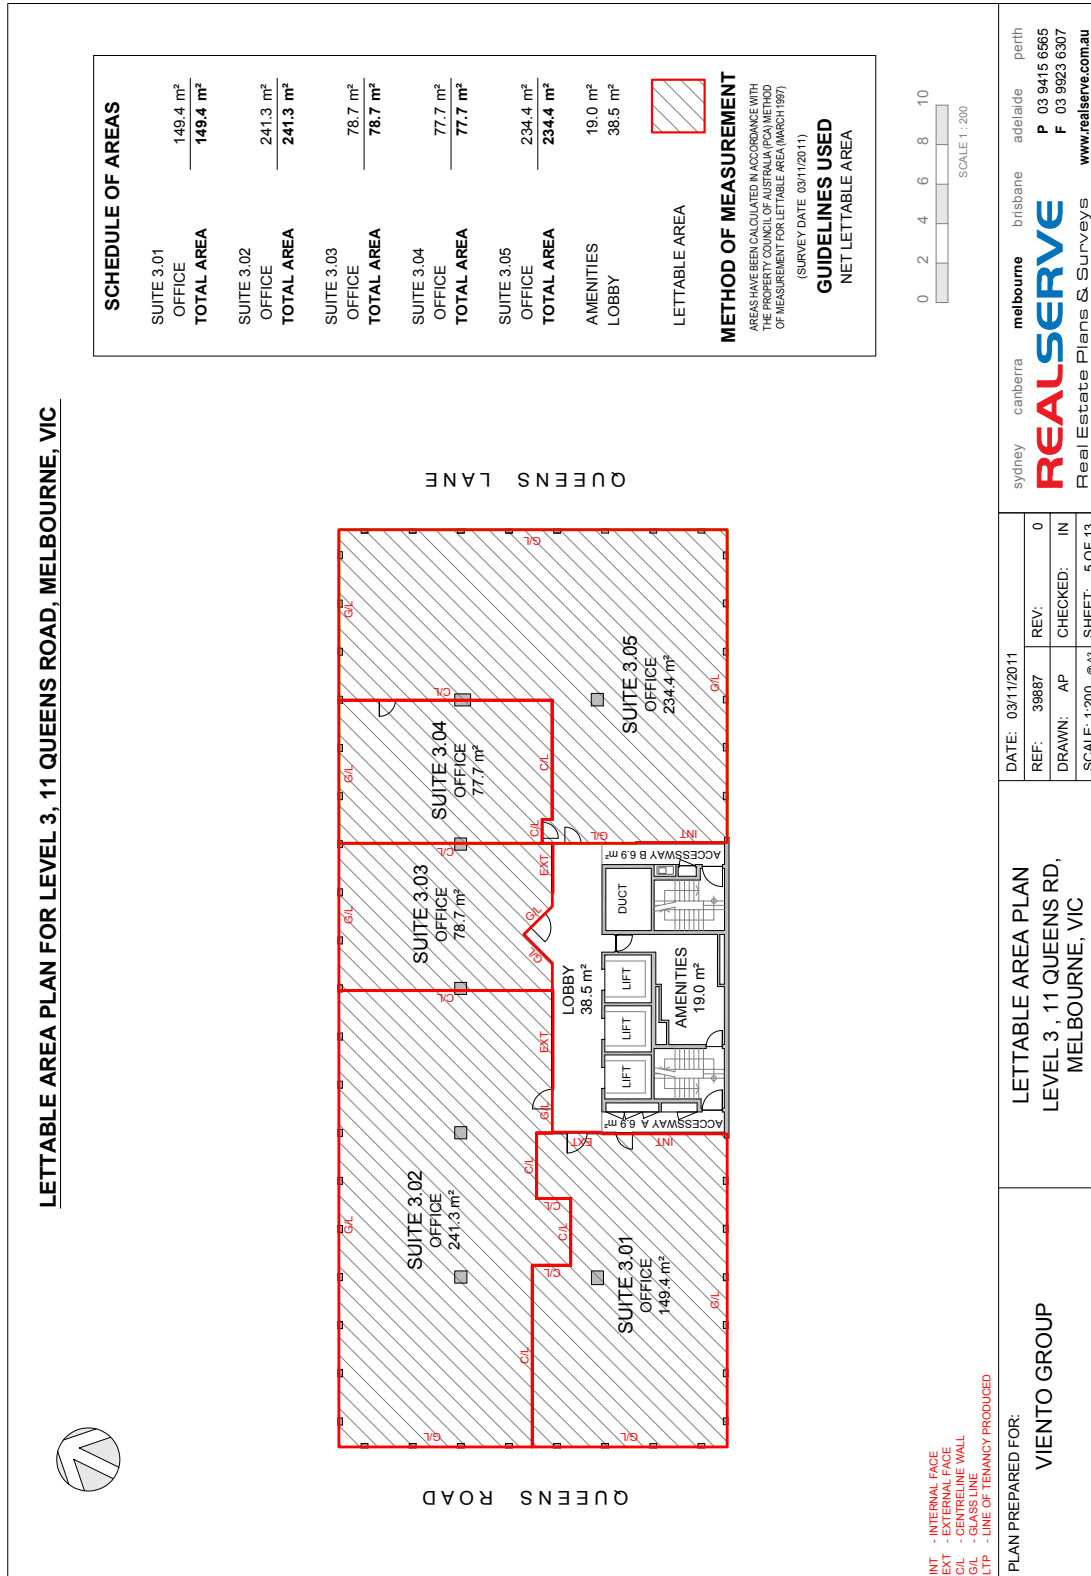 LETTABLE AREA PLAN FOR LEVEL 3, 11 QUEENS ROAD, MELBOURNE, VIC
SCHEDULE OF AREAS
SUITE 3.01
OFFICE 149.4 m²
TOTAL AREA 149.4 m²
SUITE 3.02
OFFICE 241.3 m²
TOTAL AREA 241.3 m²
SUITE 3.03
OFFICE 78.7 m²
TOTAL AREA 78.7 m²
SUITE 3.04
OFFICE 77.7 m²
TOTAL AREA 77.7 m²
SUITE 3.05
OFFICE 234.4 m²
TOTAL AREA 234.4 m²
AMENITIES 19.0 m²
LOBBY 38.5 m²
LETTABLE AREA
METHOD OF MEASUREMENT
AREAS HAVE BEEN CALCULATED IN ACCORDANCE WITH
THE PROPERTY COUNCIL OF AUSTRALIA (PCA) METHOD
OF MEASUREMENT FOR LETTABLE AREA (MARCH 1997)
(SURVEY DATE 03/11/2011)
GUIDELINES USED
NET LETTABLE AREA
0 2 4 6 8 10
SCALE 1 : 200
QUEENS ROAD
QUEENS LANE
G/L
G/L
G/L
G/L
G/L
G/L
C/L
C/L
C/L
SUITE 3.02
OFFICE
241.3 m²
SUITE 3.03
OFFICE
78.7 m²
SUITE 3.04
OFFICE
77.7 m²
SUITE 3.05
OFFICE
234.4 m²
SUITE 3.01
OFFICE
149.4 m²
C/L
C/L
C/L
C/L
C/L
G/L
EXT
G/L
G/L
EXT
C/L
C/L
G/L
INT
EXT
INT
G/L
G/L
G/L
LOBBY
38.5 m²
LIFT
LIFT
LIFT
DUCT
AMENITIES
19.0 m²
ACCESSWAY A 6.9 m²
ACCESSWAY B 6.9 m²
INT - INTERNAL FACE
EXT - EXTERNAL FACE
C/L - CENTRELINE WALL
G/L - GLASS LINE
LTP - LINE OF TENANCY PRODUCED
PLAN PREPARED FOR:
VIENTO GROUP
LETTABLE AREA PLAN
LEVEL 3 , 11 QUEENS RD,
MELBOURNE, VIC
DATE: 03/11/2011
REF: 39887 REV: 0
DRAWN: AP CHECKED: IN
SCALE: 1:200 @A3 SHEET: 5 OF 13
sydney canberra melbourne brisbane adelaide perth
REALSERVE
Real Estate Plans & Surveys
P 03 9415 6565
F 03 9923 6307
www.realserve.com.au